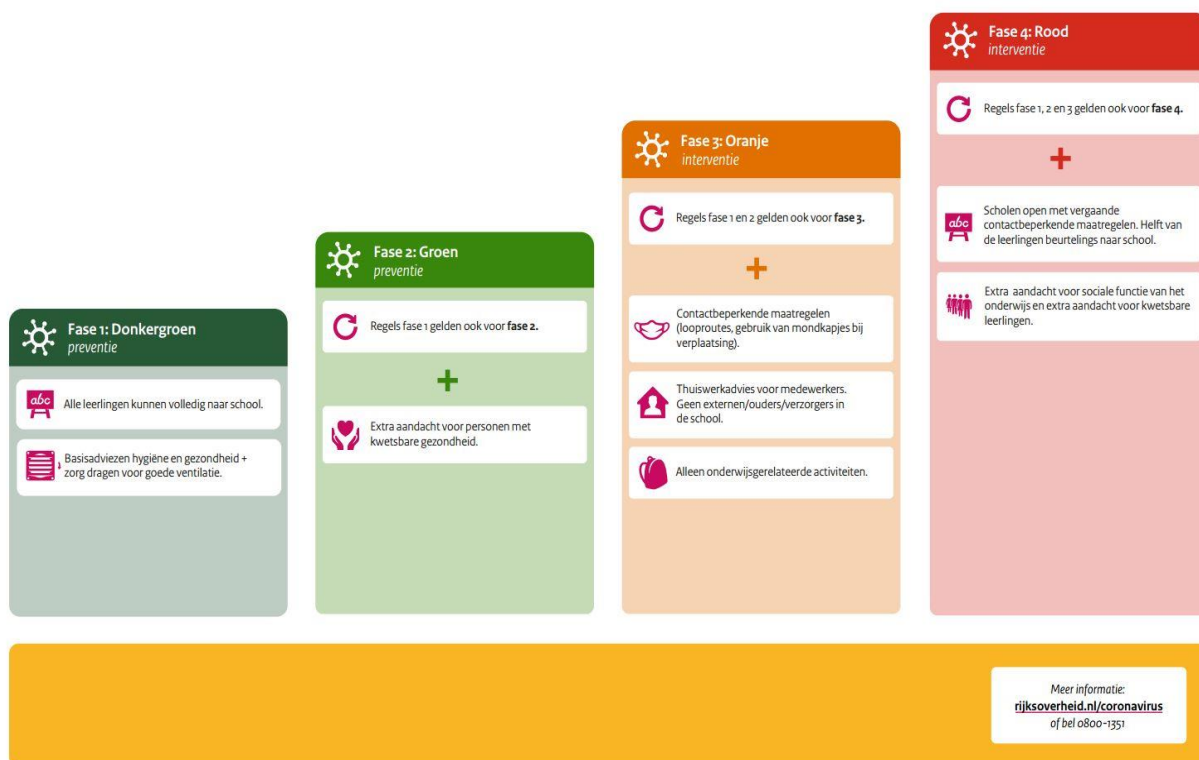 Fase 1: Donkergroen
preventie
abc
Alle leerlingen kunnen volledig naar school.
Basisadviezen hygiëne en gezondheid +
zorg dragen voor goede ventilatie.
Fase 2: Groen
preventie
Regels fase 1 gelden ook voor fase 2.
+
Extra aandacht voor personen met
kwetsbare gezondheid.
Fase 3: Oranje
interventie
Regels fase 1 en 2 gelden ook voor fase 3.
+
Contactbeperkende maatregelen
(looproutes, gebruik van mondkapjes bij
verplaatsing).
Thuiswerkadvies voor medewerkers.
Geen externen/ouders/verzorgers in
de school.
Alleen onderwijsgerelateerde activiteiten.
Fase 4: Rood
interventie
Regels fase 1, 2 en 3 gelden ook voor fase 4.
+
abc
Scholen open met vergaande
contactbeperkende maatregelen. Helft van
de leerlingen beurtelings naar school.
Extra aandacht voor sociale functie van het
onderwijs en extra aandacht voor kwetsbare
leerlingen.
Meer informatie:
rijksoverheid.nl/coronavirus
of bel 0800-1351